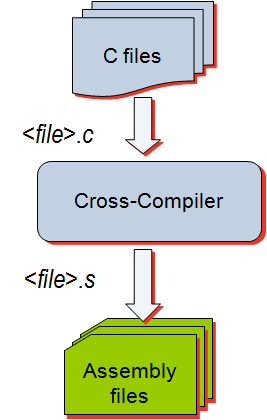 C files
<file>.c
Cross-Compiler
<file>.s
Assembly
files